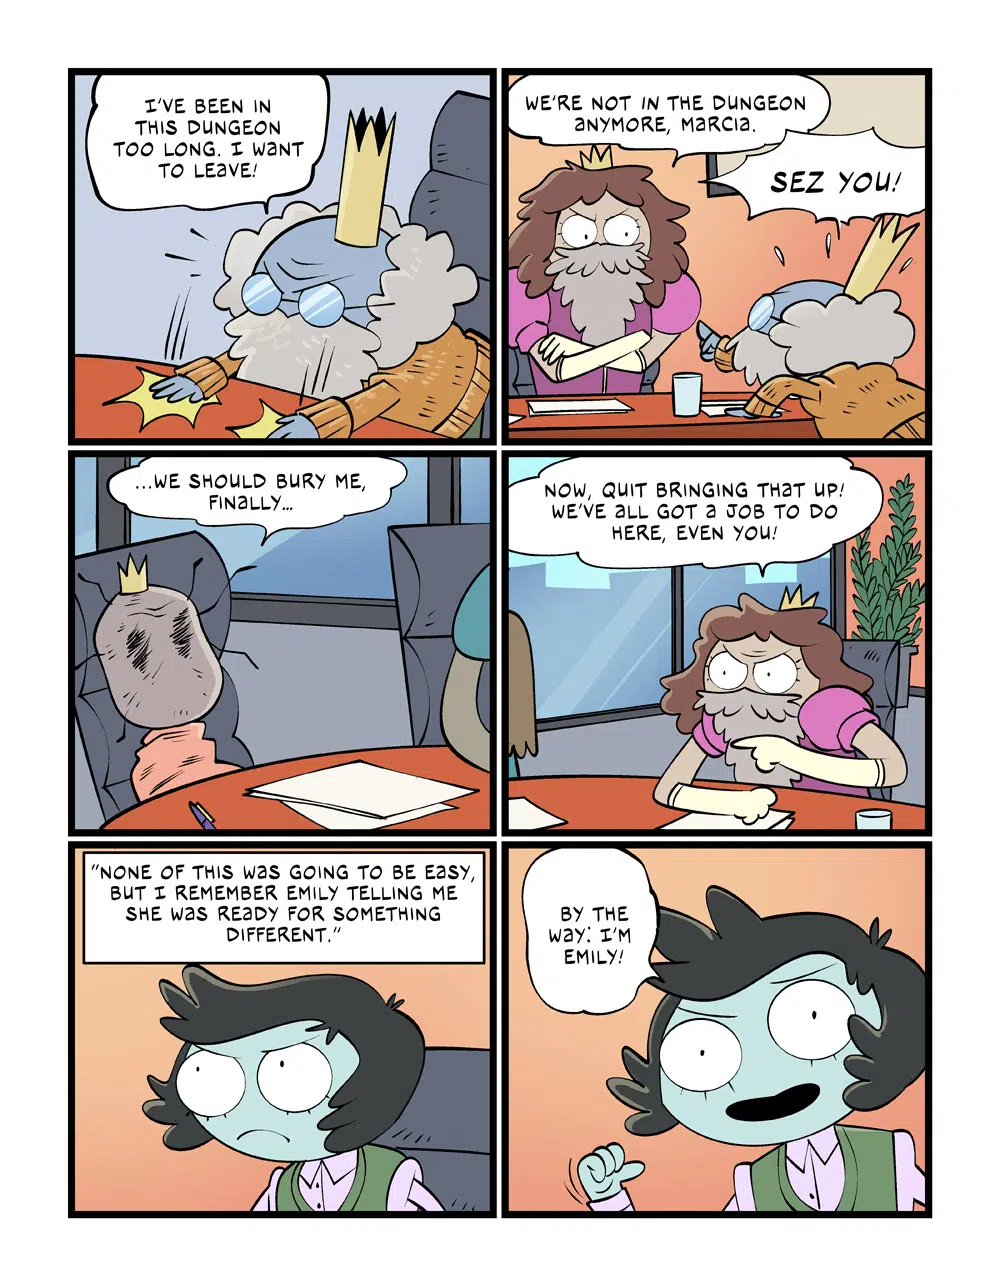 I'VE BEEN IN
THIS DUNGEON
TOO LONG. I WANT
TO LEAVE!
WE'RE NOT IN THE DUNGEON
ANYMORE, MARCIA.
SEZ YOU!
...WE SHOULD BURY ME,
FINALLY...
NOW, QUIT BRINGING THAT UP!
WE'VE ALL GOT A JOB TO DO
HERE, EVEN YOU!
"NONE OF THIS WAS GOING TO BE EASY,
BUT I REMEMBER EMILY TELLING ME
SHE WAS READY FOR SOMETHING
DIFFERENT."
BY THE
WAY: I'M
EMILY!